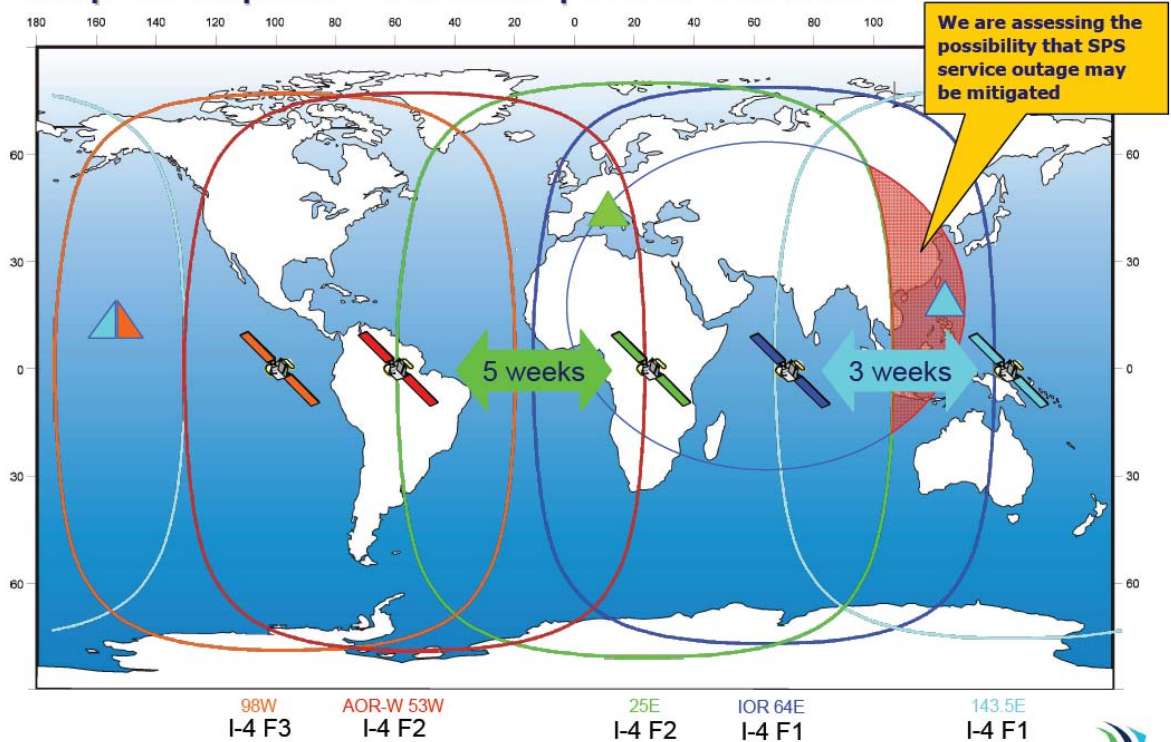 180 160 140 120 100 80 60 40 20 0 20 40 60 80 100
We are assessing the
possibility that SPS
service outage may
be mitigated
60 60
30 30
5 weeks
3 weeks
0 0
30 30
60 60
98W AOR-W 53W 25E IOR 64E 143.5E
I-4 F3 I-4 F2 I-4 F2 I-4 F1 I-4 F1